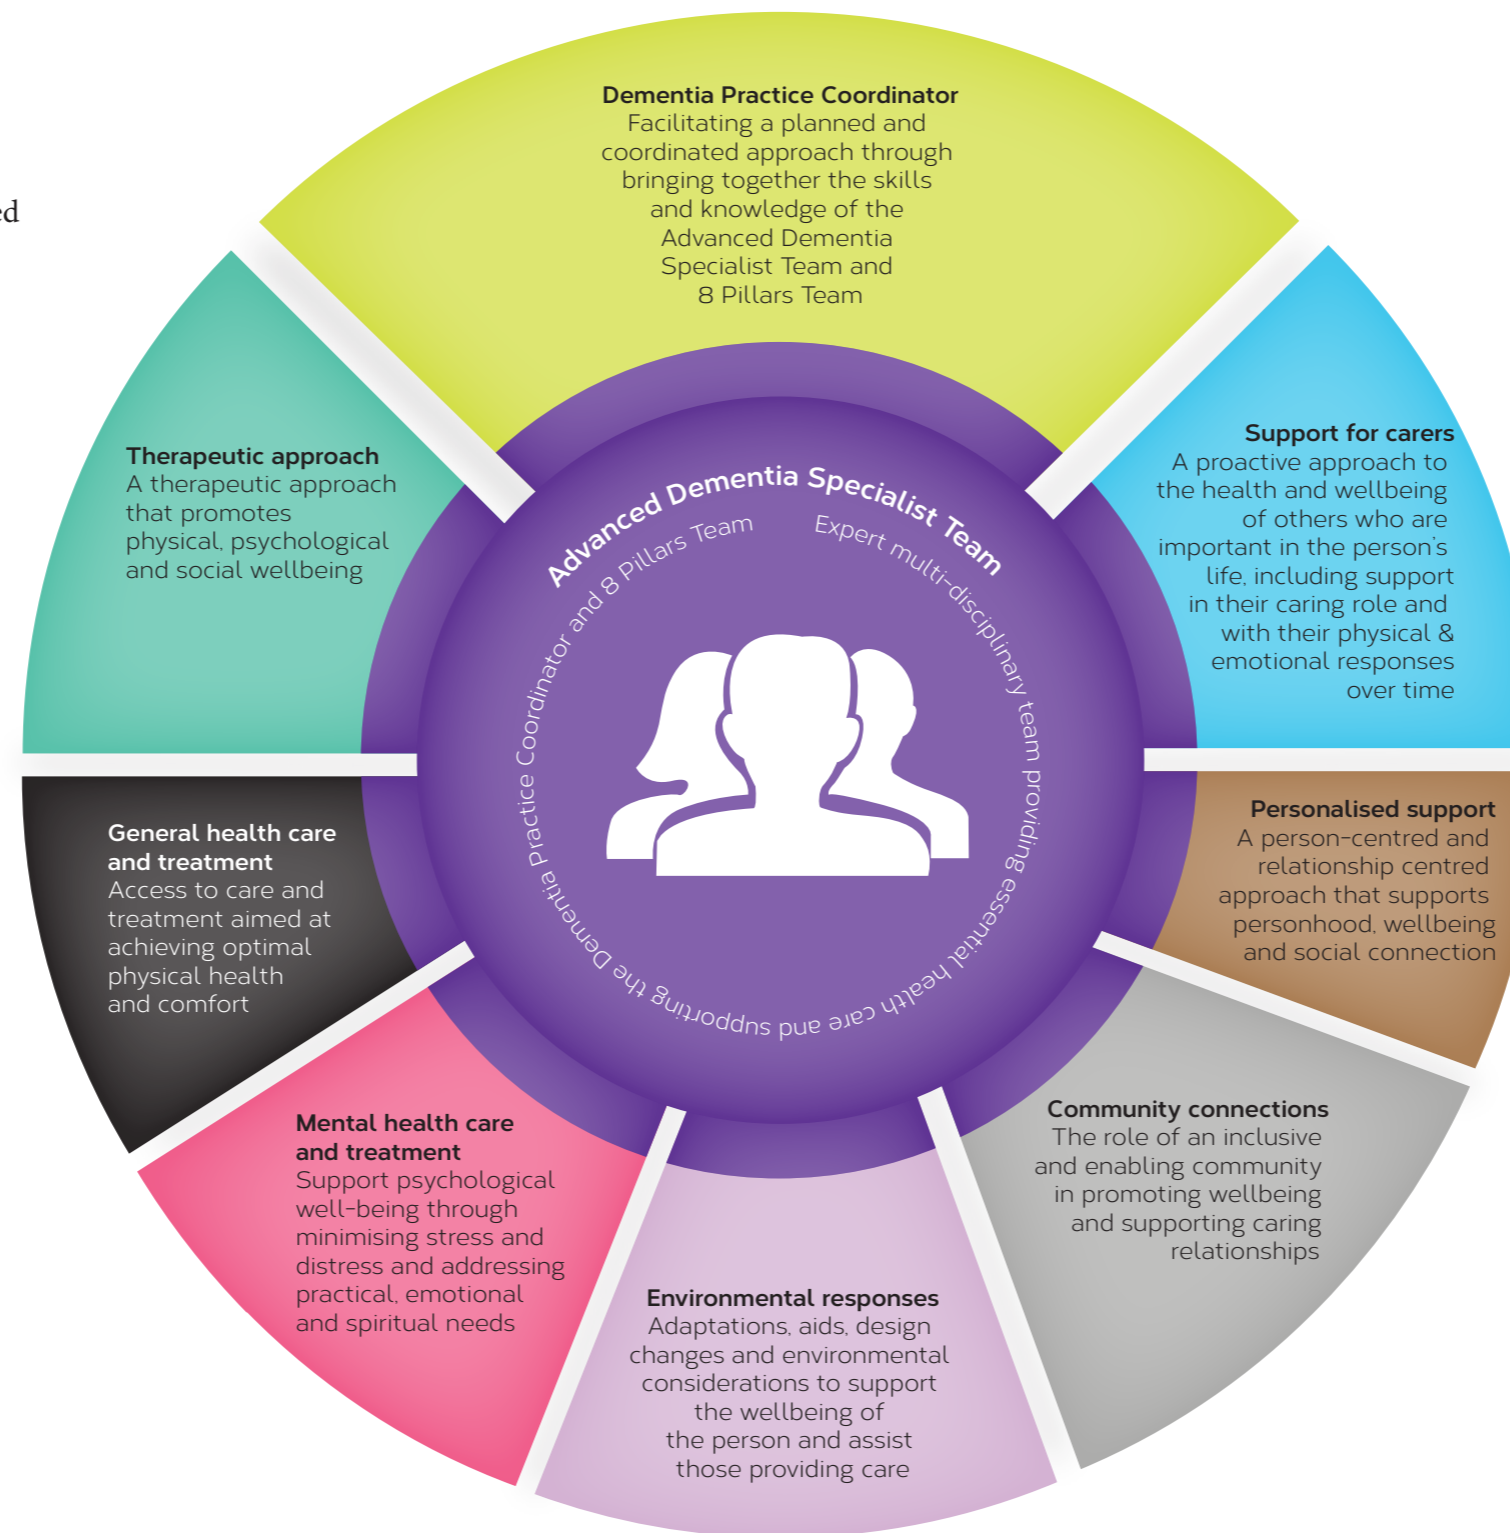 ed
Dementia Practice Coordinator
Facilitating a planned and
coordinated approach through
bringing together the skills
and knowledge of the
Advanced Dementia
Specialist Team and
8 Pillars Team
Support for carers
A proactive approach to
the health and wellbeing
of others who are
important in the person's
life, including support
in their caring role and
with their physical &
emotional responses
over time
Personalised support
A person-centred and
relationship centred
approach that supports
personhood, wellbeing
and social connection
Community connections
The role of an inclusive
and enabling community
in promoting wellbeing
and supporting caring
relationships
Environmental responses
Adaptations, aids, design
changes and environmental
considerations to support
the wellbeing of
the person and assist
those providing care
Mental health care
and treatment
Support psychological
well-being through
minimising stress and
distress and addressing
practical, emotional
and spiritual needs
General health care
and treatment
Access to care and
treatment aimed at
achieving optimal
physical health
and comfort
Therapeutic approach
A therapeutic approach
that promotes
physical, psychological
and social wellbeing
Advanced Dementia Specialist Team
Expert multi-disciplinary team providing essential health care and supporting the Dementia Practice Coordinator and 8 Pillars Team